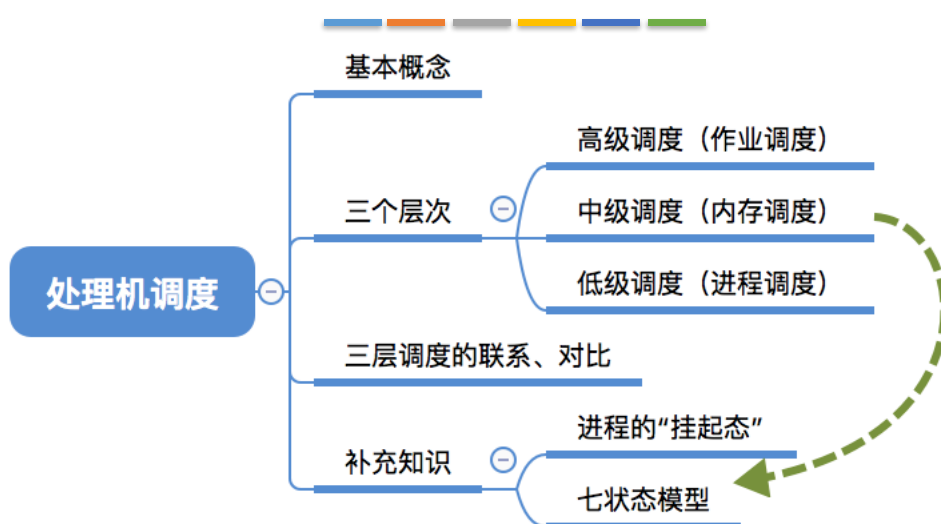 基本概念
高级调度（作业调度）
三个层次
中级调度（内存调度）
低级调度（进程调度）
处理机调度
三层调度的联系、对比
进程的“挂起态”
补充知识
七状态模型